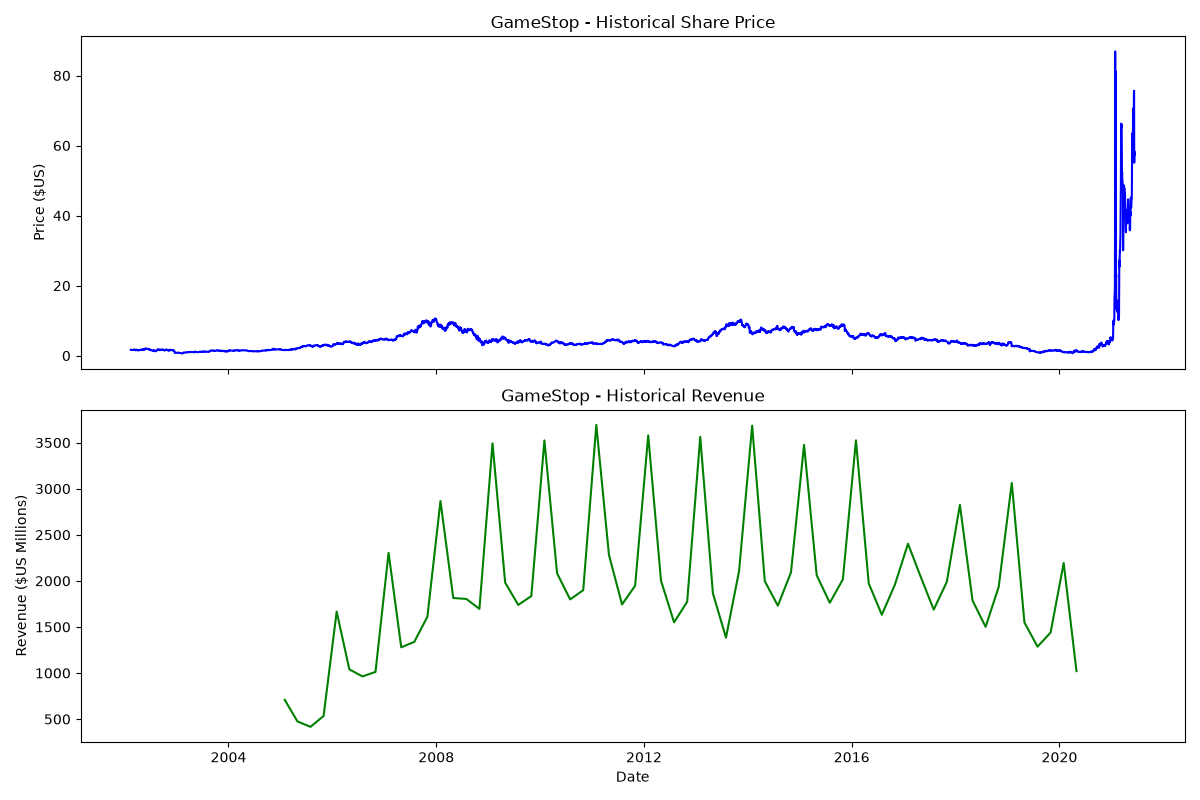 GameStop - Historical Share Price
Price ($US)
80
60
40
20
0
GameStop - Historical Revenue
Revenue ($US Millions)
3500
3000
2500
2000
1500
1000
500
2004 2008 2012 2016 2020
Date